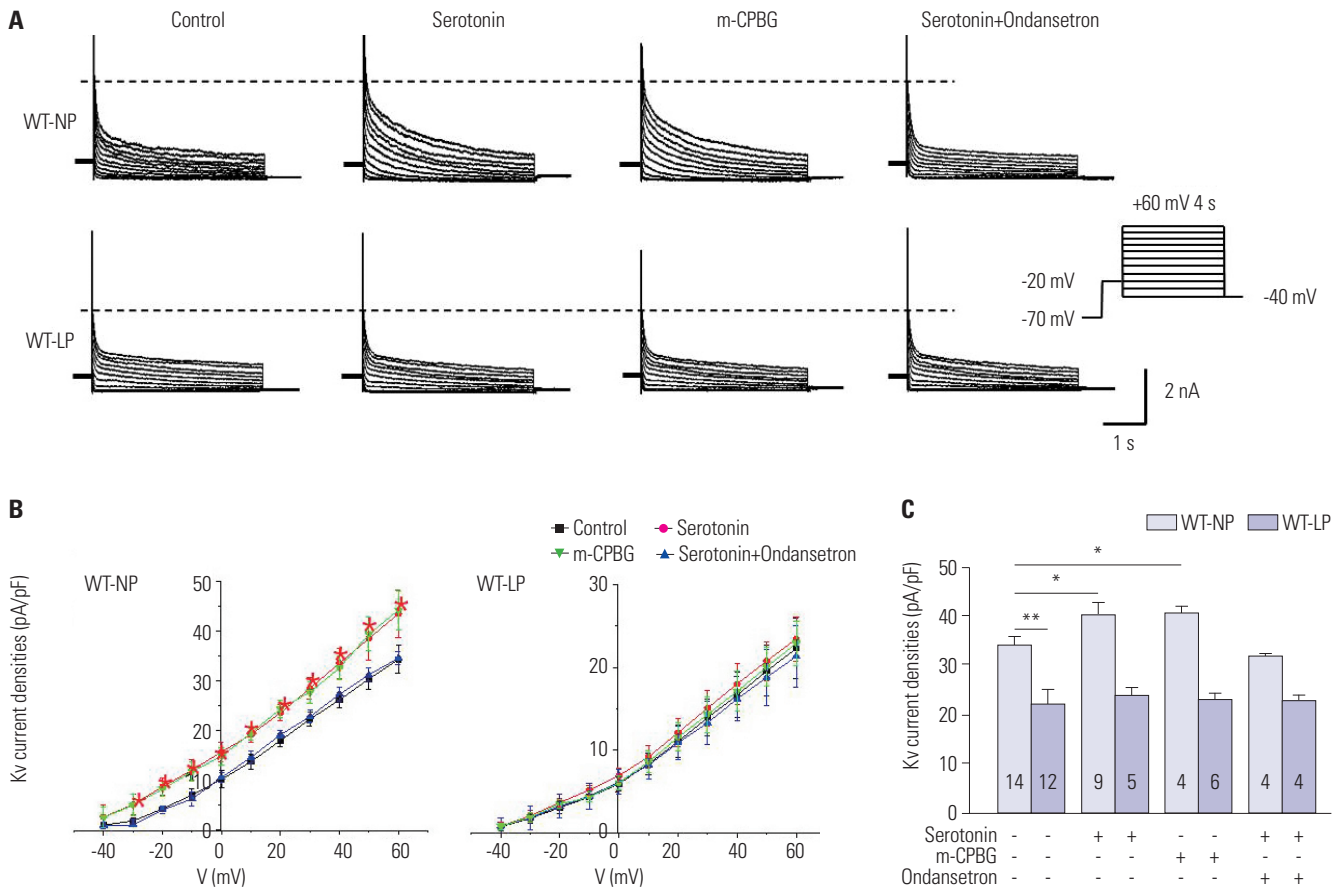 A
Control Serotonin m-CPBG Serotonin+Ondansetron
WT-NP
WT-LP
+60 mV 4 s
-20 mV
-40 mV
-70 mV
2 nA
1 s
B
Control Serotonin
m-CPBG Serotonin+Ondansetron
Kv current densities (pA/pF)
WT-NP
50
40
30
20
10
0
-40 -20 0 20 40 60
V (mV)
WT-LP
30
20
10
0
-40 -20 0 20 40 60
V (mV)
C
WT-NP WT-LP
Kv current densities (pA/pF)
50
40
30
20
10
0
*
*
**
14 12 9 5 4 6 4 4
Serotonin - - + + - - + +
m-CPBG - - - - + + - -
Ondansetron - - - - - - + +